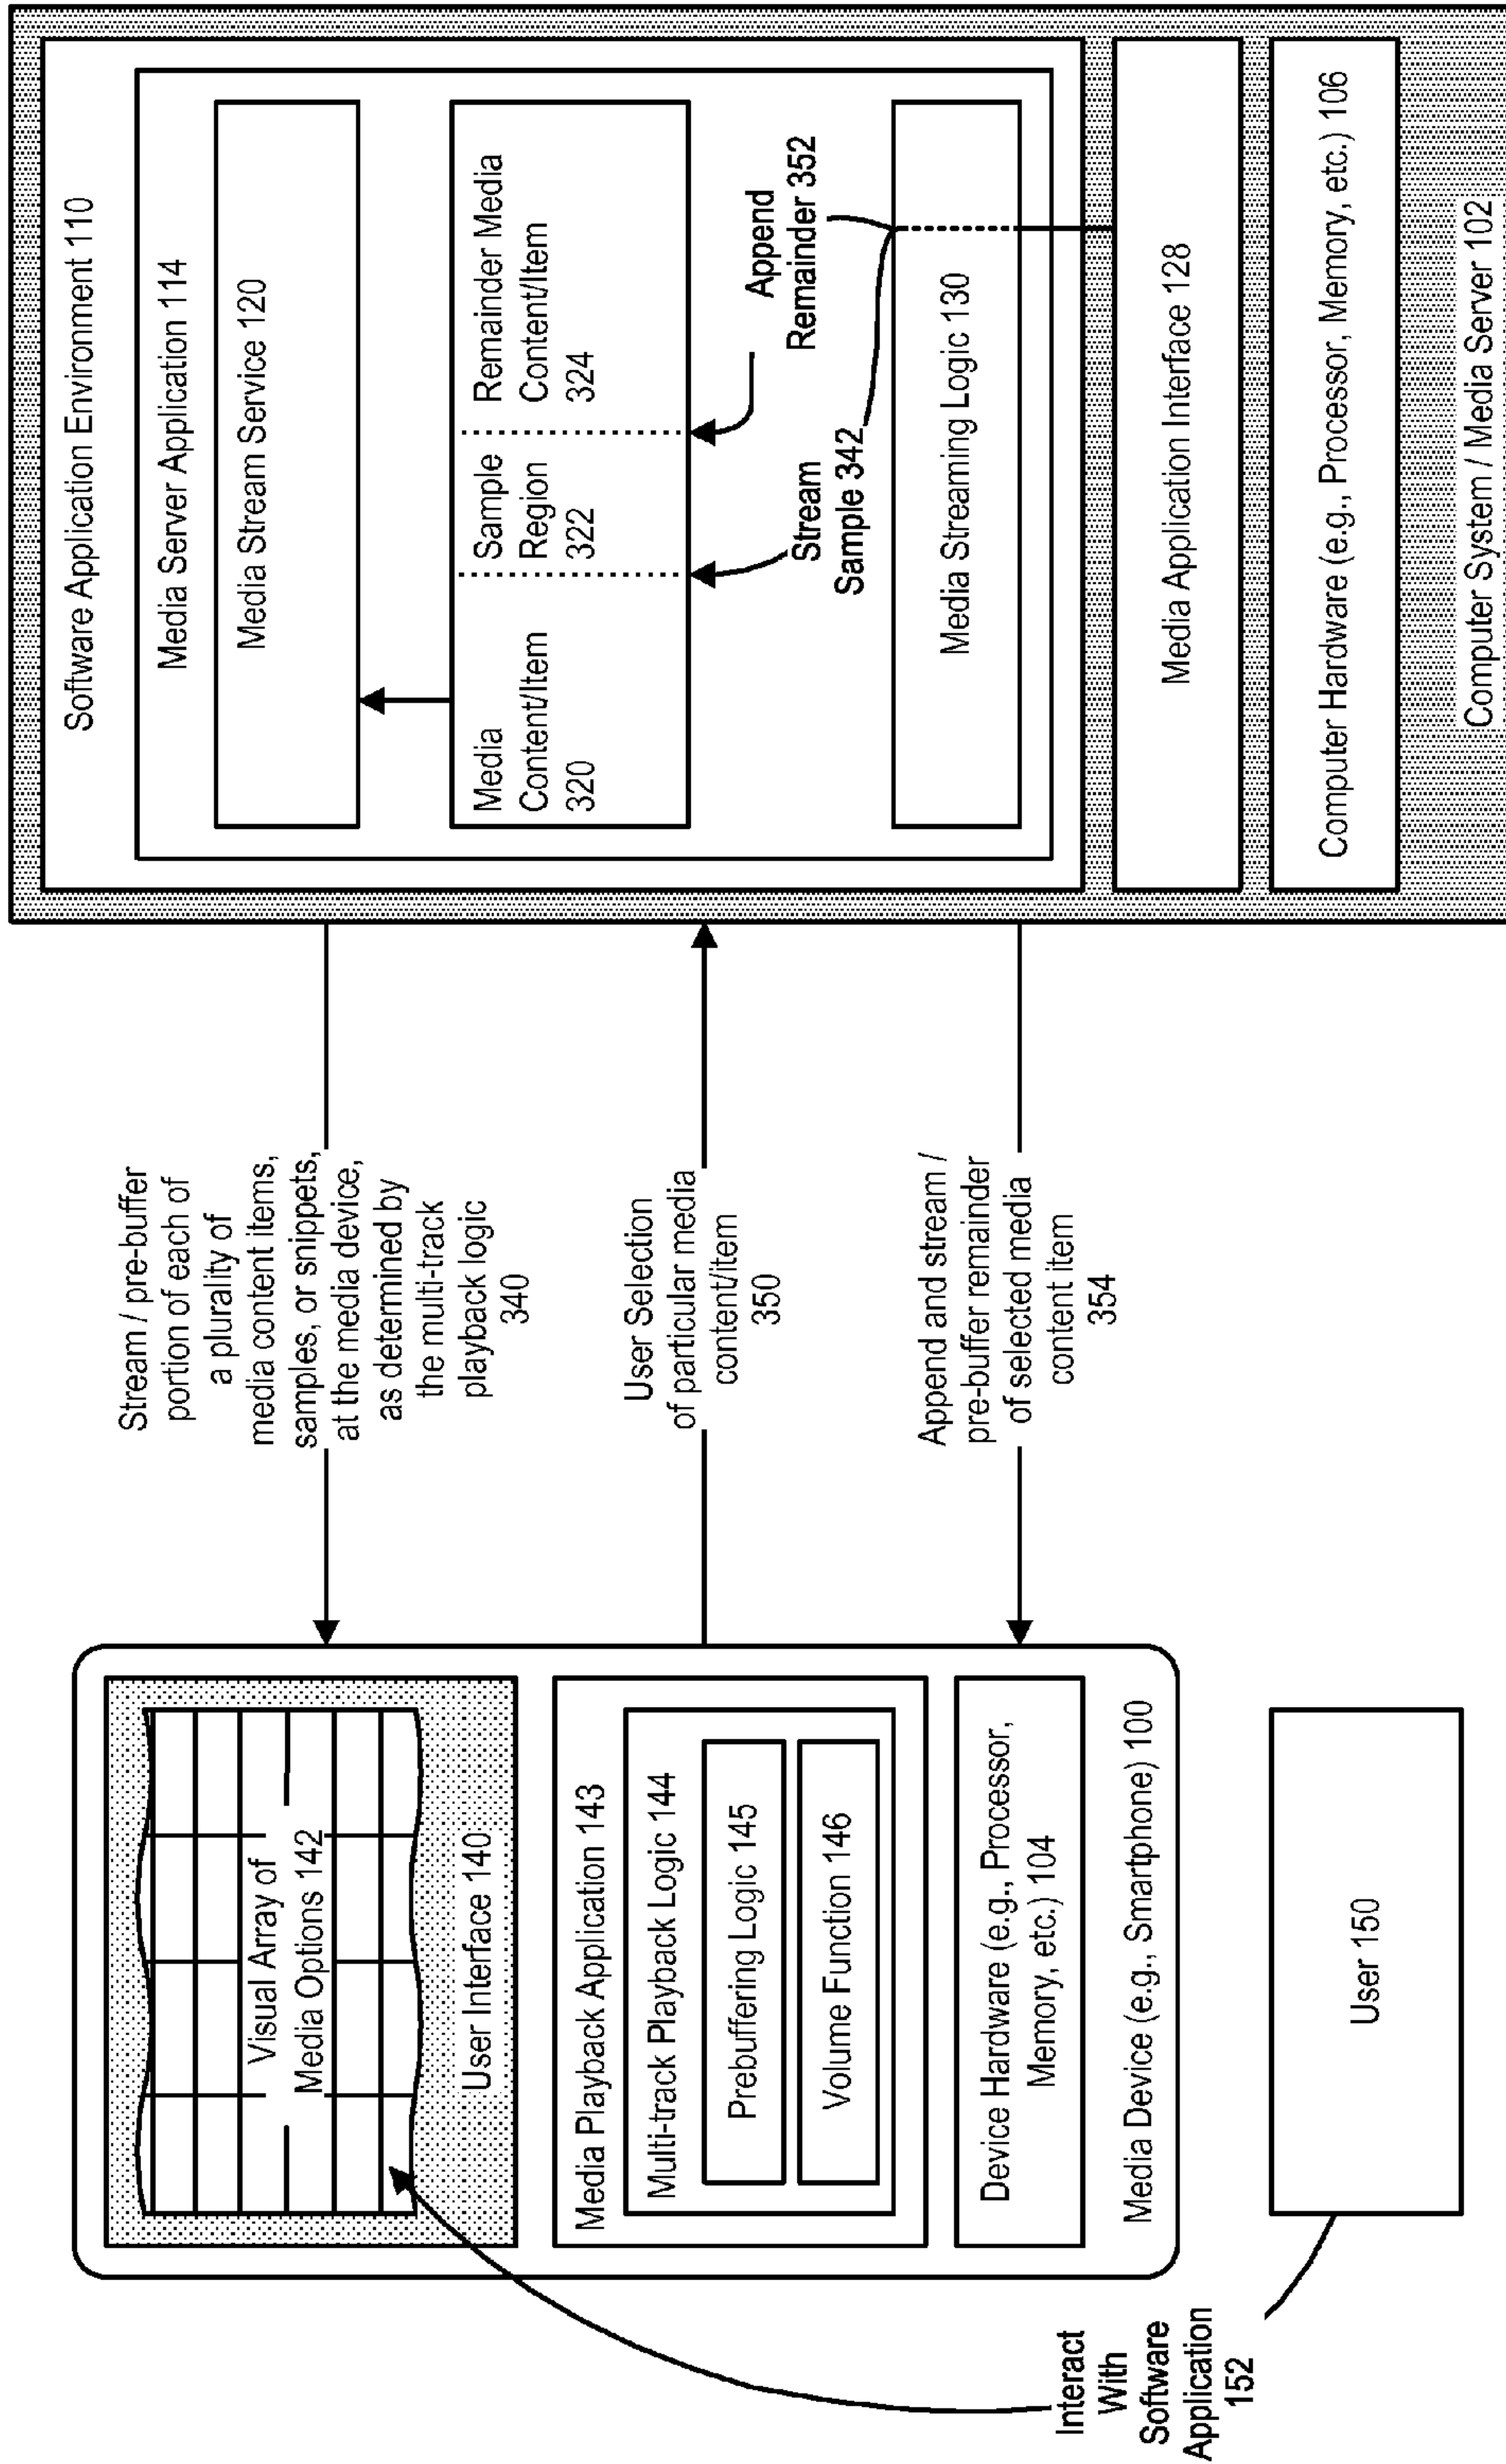 Visual Array of
Media Options 142
User Interface 140
Media Playback Application 143
Multi-track Playback Logic 144
Prebuffering Logic 145
Volume Function 146
Device Hardware (e.g., Processor,
Memory, etc.) 104
Media Device (e.g., Smartphone) 100
User 150
Interact
With
Software
Application
152
Stream / pre-buffer
portion of each of
a plurality of
media content items,
samples, or snippets,
at the media device,
as determined by
the multi-track
playback logic
340
User Selection
of particular media
content/item
350
Append and stream /
pre-buffer remainder
of selected media
content item
354
Software Application Environment 110
Media Server Application 114
Media Stream Service 120
Media
Content/Item
320
Sample
Region
322
Remainder Media
Content/Item
324
Stream
Sample 342
Append
Remainder 352
Media Streaming Logic 130
Media Application Interface 128
Computer Hardware (e.g., Processor, Memory, etc.) 106
Computer System / Media Server 102